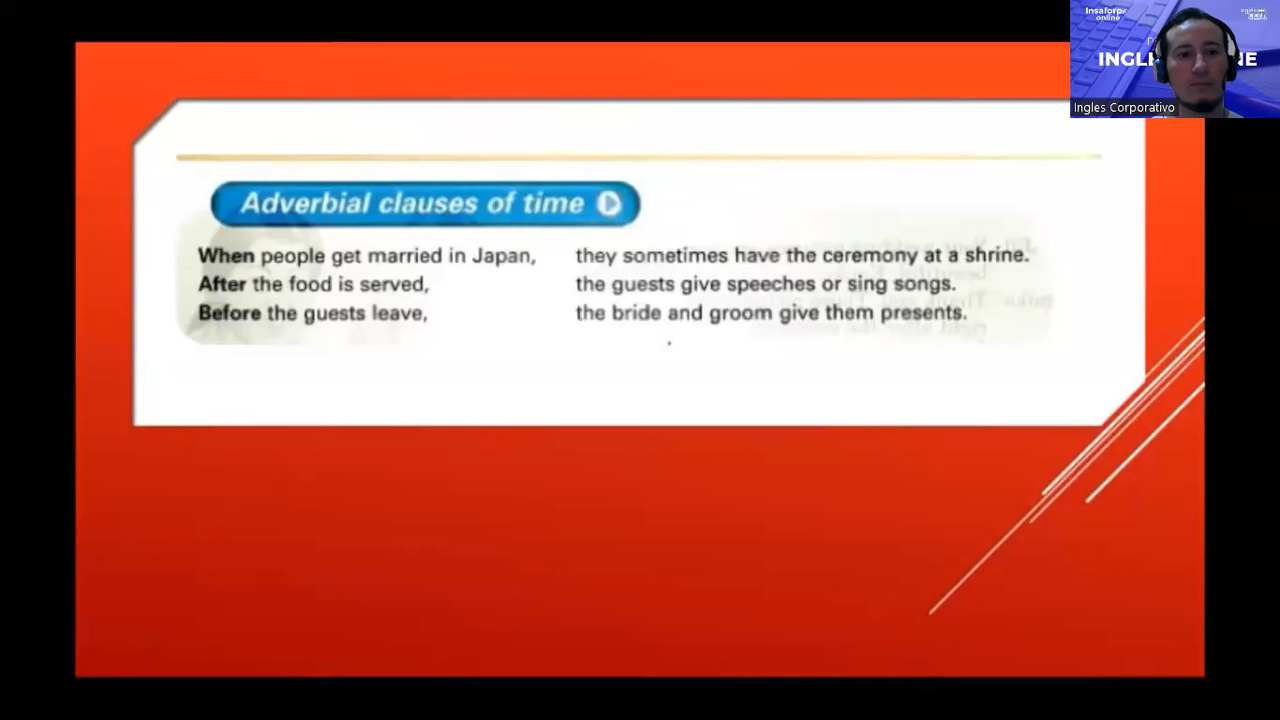 Insaforp
online
Ingles Corporativo
Adverbial clauses of time
When people get married in Japan, they sometimes have the ceremony at a shrine.
After the food is served, the guests give speeches or sing songs.
Before the guests leave, the bride and groom give them presents.